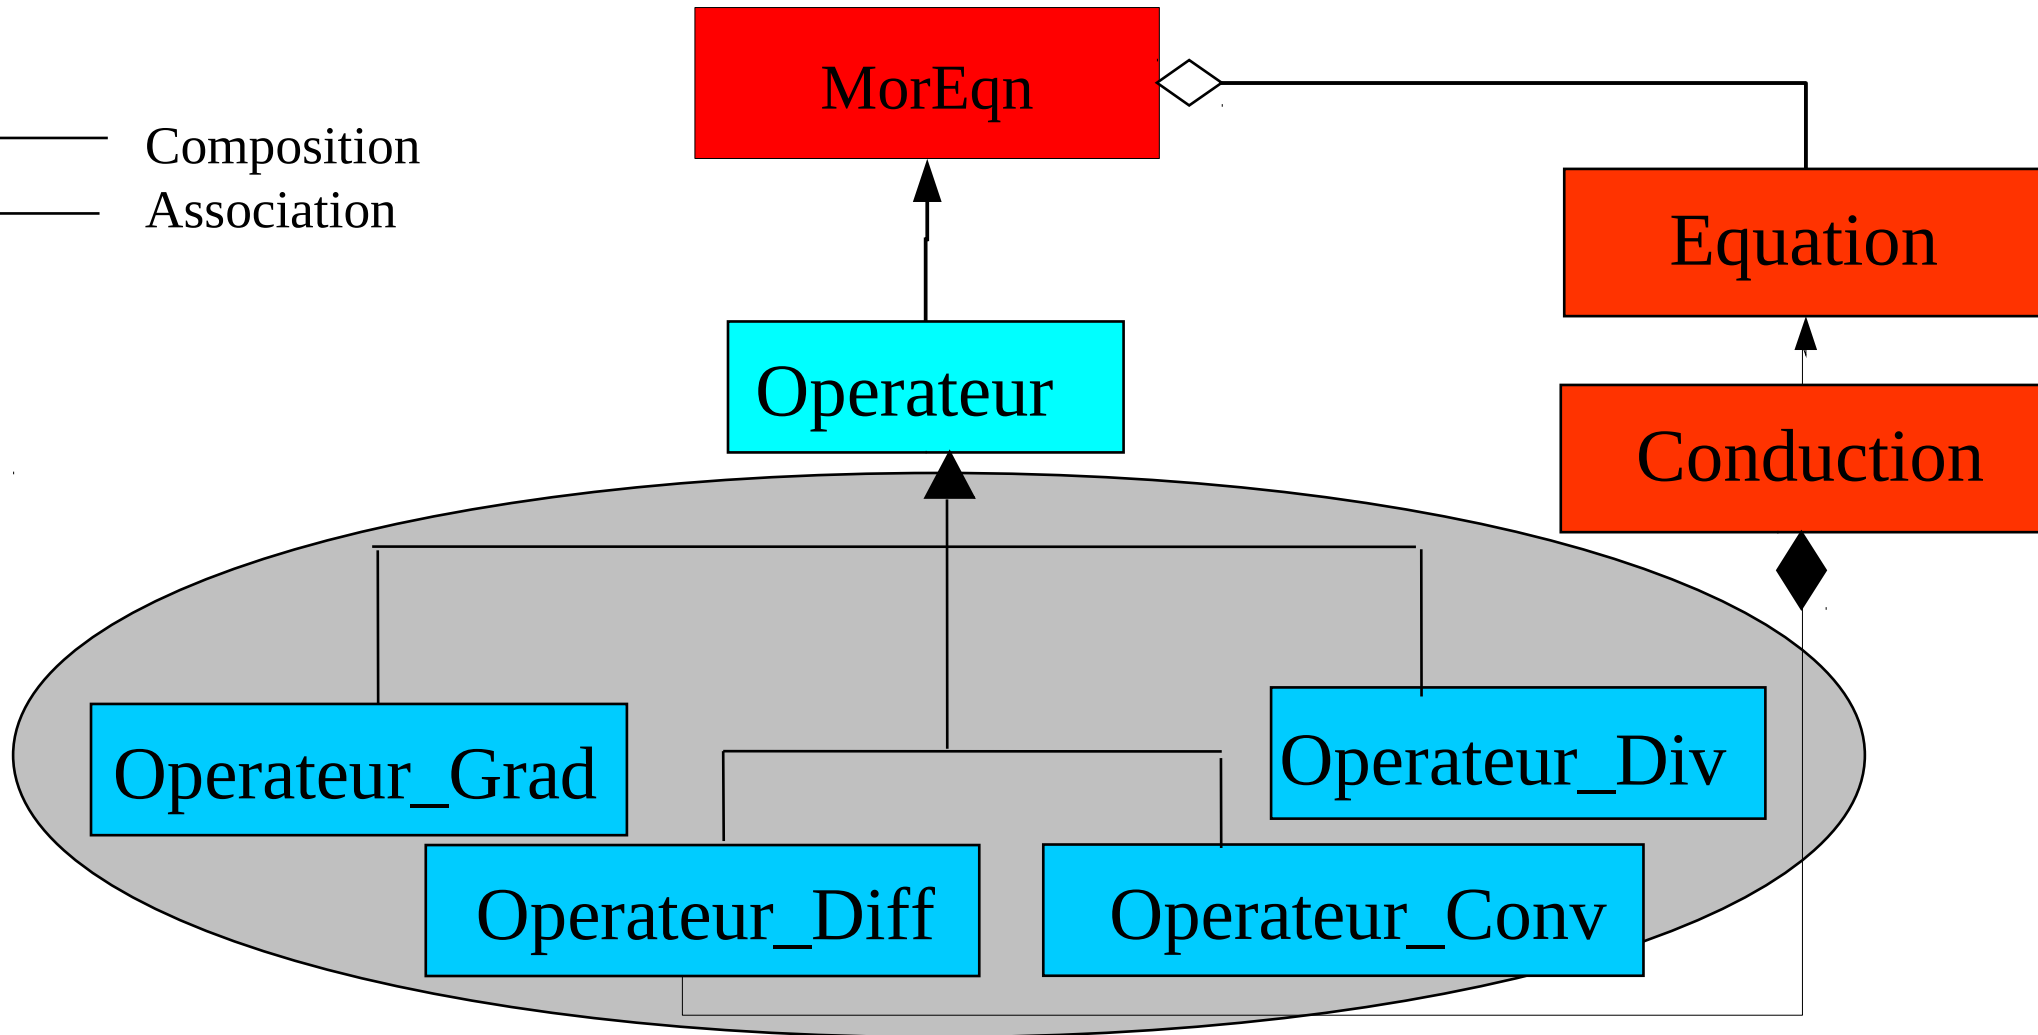 MorEqn
Composition
Association
Equation
Operateur
Conduction
Operateur_Grad
Operateur_Div
Operateur_Diff
Operateur_Conv